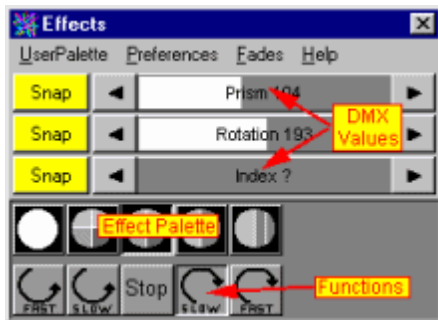 Effects
UserPalette Preferences Fades Help
Snap Prism 104
DMX Values
Snap Rotation 193
Snap Index ?
Effect Palette
FAST SLOW Stop SLOW FAST
Functions